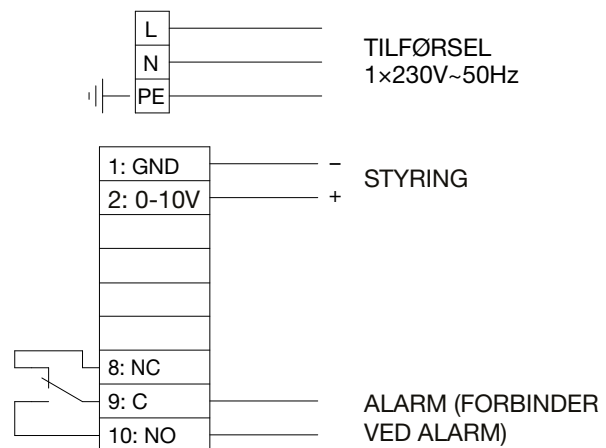 L
N
PE
TILFØRSEL
1×230V~50Hz
1: GND
2: 0-10V
–
+
STYRING
8: NC
9: C
10: NO
ALARM (FORBINDER
VED ALARM)